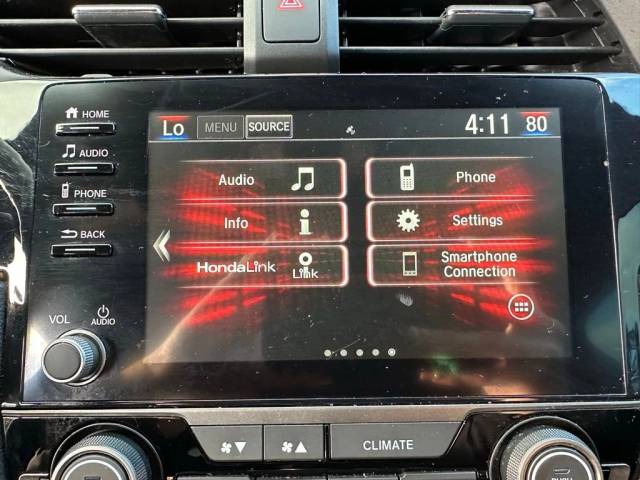 HOME
AUDIO
PHONE
BACK
VOL
AUDIO
Lo MENU SOURCE 4:11 80
Audio Phone
Info Settings
HondaLink Link Smartphone
Connection
CLIMATE
PUSH